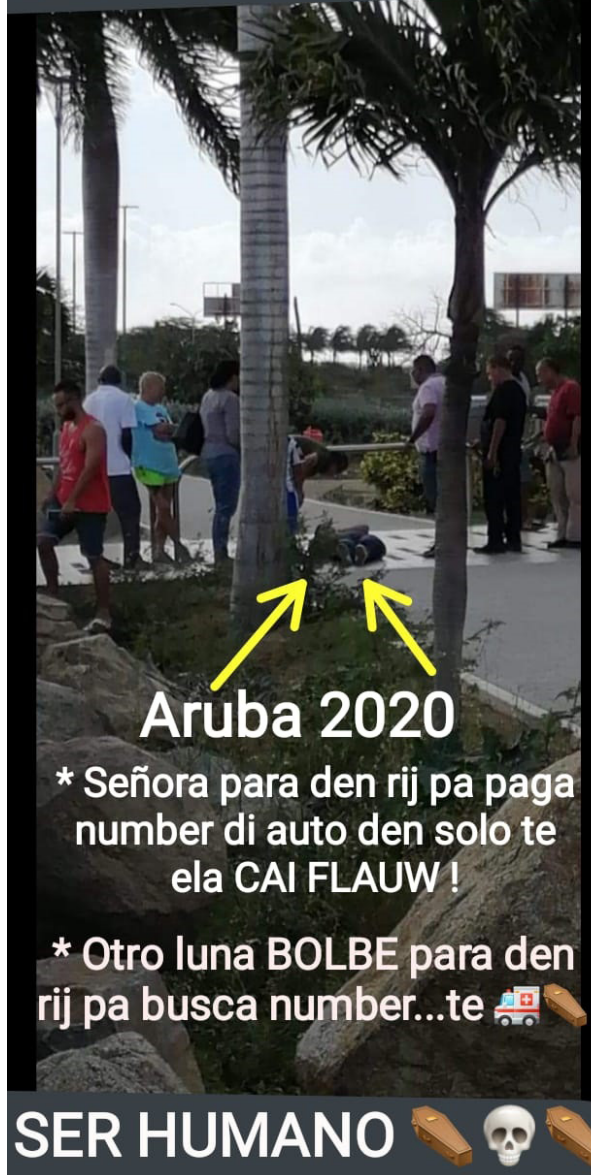 Aruba 2020
* Señora para den rij pa paga
number di auto den solo te
ela CAI FLAUW !
* Otro luna BOLBE para den
rij pa busca number...te 🚑⚰️
SER HUMANO ⚰️💀⚰️